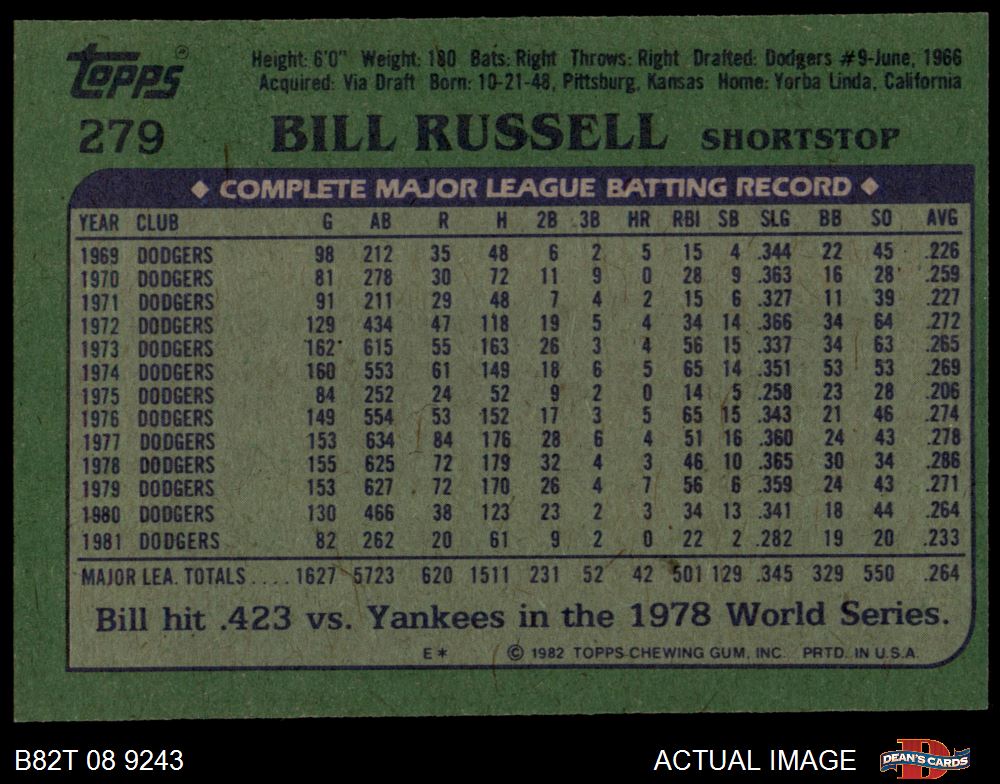 Topps®
Height: 6'0" Weight: 180 Bats: Right Throws: Right Drafted: Dodgers #9-June, 1966
Acquired: Via Draft Born: 10-21-48, Pittsburg, Kansas Home: Yorba Linda, California
279 BILL RUSSELL SHORTSTOP
◆ COMPLETE MAJOR LEAGUE BATTING RECORD ◆
YEAR CLUB G AB R H 2B 3B HR RBI SB SLG BB SO AVG
1969 DODGERS 98 212 35 48 6 2 5 15 4 .344 22 45 .226
1970 DODGERS 81 278 30 72 11 9 0 28 9 .363 16 28 .259
1971 DODGERS 91 211 29 48 7 4 2 15 6 .327 11 39 .227
1972 DODGERS 129 434 47 118 19 5 4 34 14 .366 34 64 .272
1973 DODGERS 162 615 55 163 26 3 4 56 15 .337 34 63 .265
1974 DODGERS 160 553 61 149 18 6 5 65 14 .351 53 53 .269
1975 DODGERS 84 252 24 52 9 2 0 14 5 .258 23 28 .206
1976 DODGERS 149 554 53 152 17 3 5 65 15 .343 21 46 .274
1977 DODGERS 153 634 84 176 28 6 4 51 16 .360 24 43 .278
1978 DODGERS 155 625 72 179 32 4 3 46 10 .365 30 34 .286
1979 DODGERS 153 627 72 170 26 4 7 56 6 .359 24 43 .271
1980 DODGERS 130 466 38 123 23 2 3 34 13 .341 18 44 .264
1981 DODGERS 82 262 20 61 9 2 0 22 2 .282 19 20 .233
MAJOR LEA. TOTALS .... 1627 5723 620 1511 231 52 42 501 129 .345 329 550 .264
Bill hit .423 vs. Yankees in the 1978 World Series.
E* © 1982 TOPPS CHEWING GUM, INC. PRTD. IN U.S.A.
B82T 08 9243 ACTUAL IMAGE DEAN'S CARDS